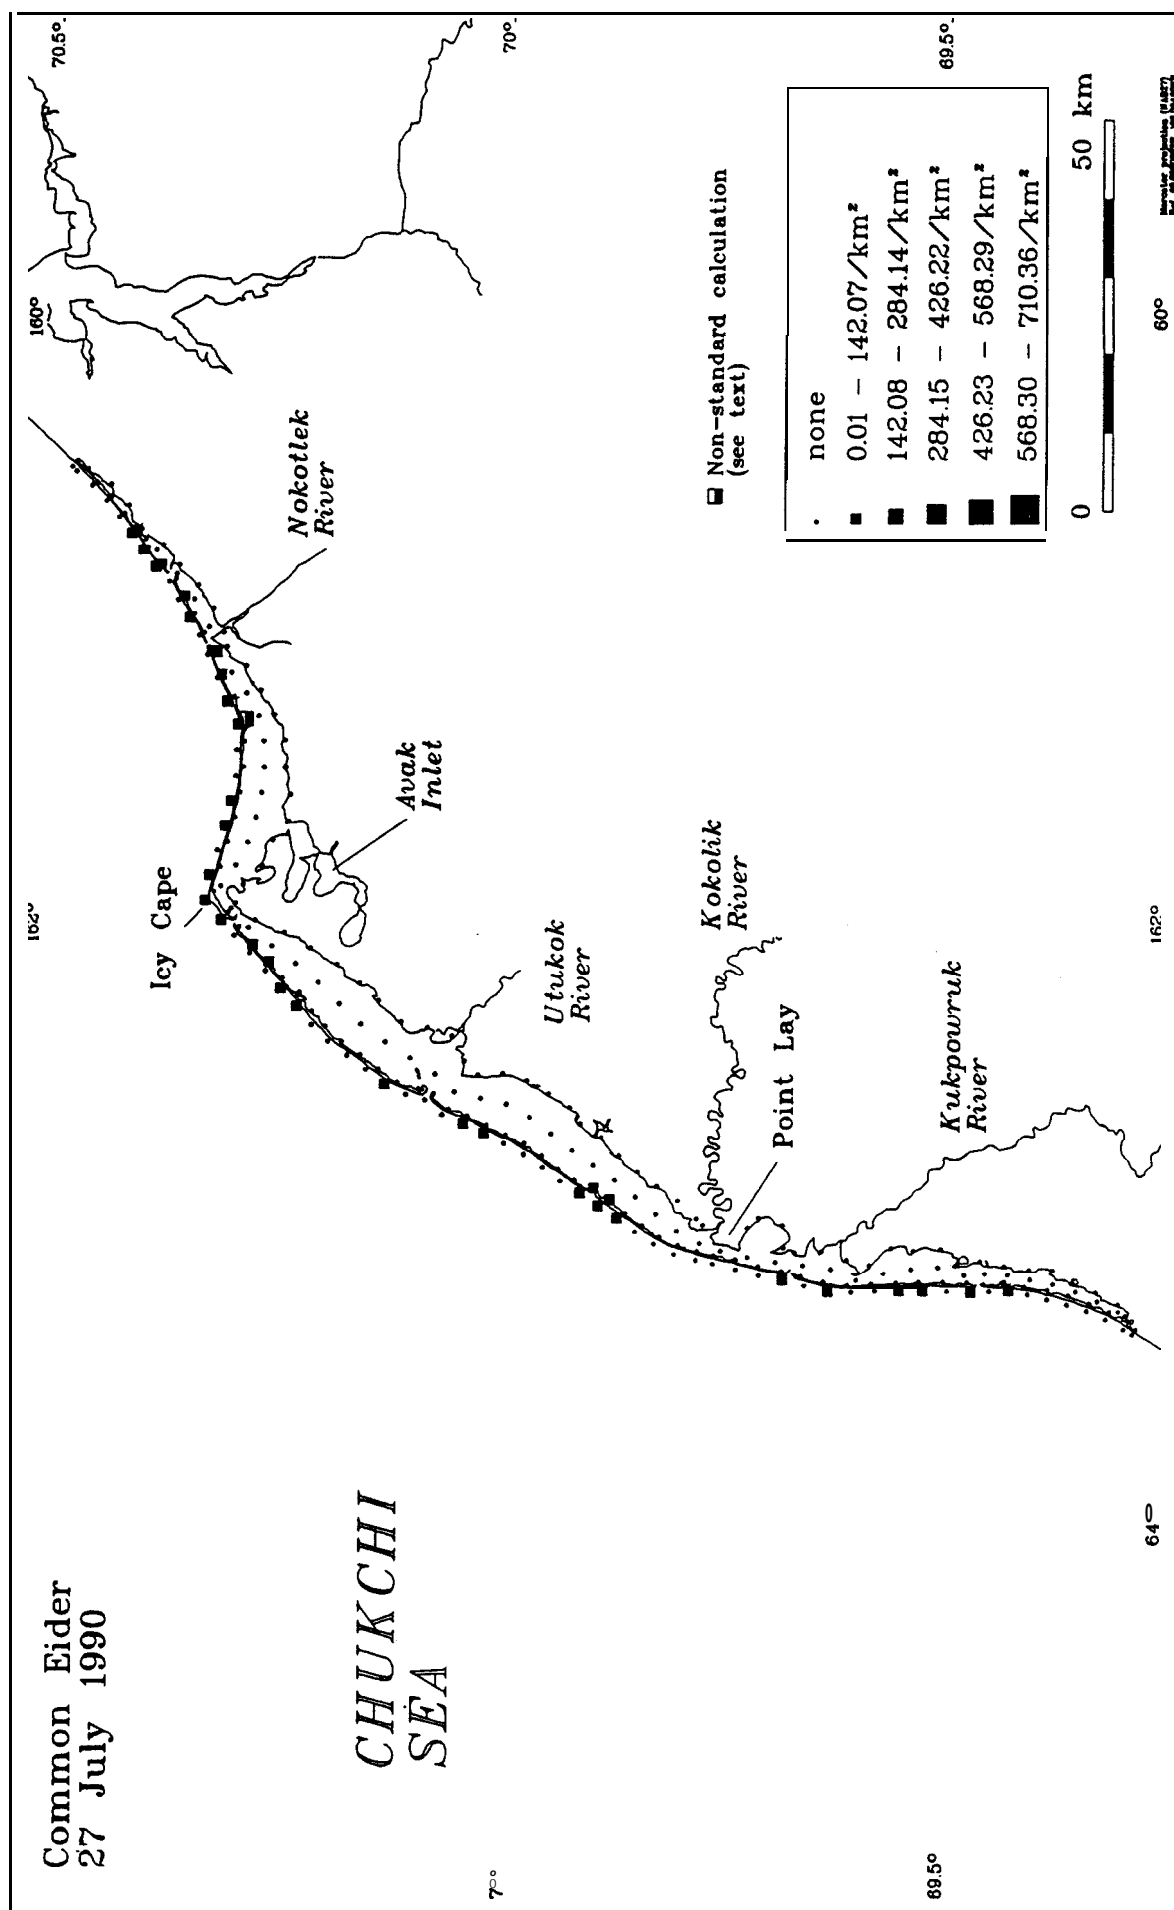 Common Eider
27 July 1990
CHUKCHI
SEA
Icy Cape
Nokotlek
River
Avak
Inlet
Utukok
River
Kokolik
River
Point Lay
Kukpowruk
River
70.5°
70°
69.5°
160°
162°
162°
70°
69.5°
64°
60°
Non-standard calculation
(see text)
none
0.01 - 142.07/km²
142.08 - 284.14/km²
284.15 - 426.22/km²
426.23 - 568.29/km²
568.30 - 710.36/km²
0 50 km